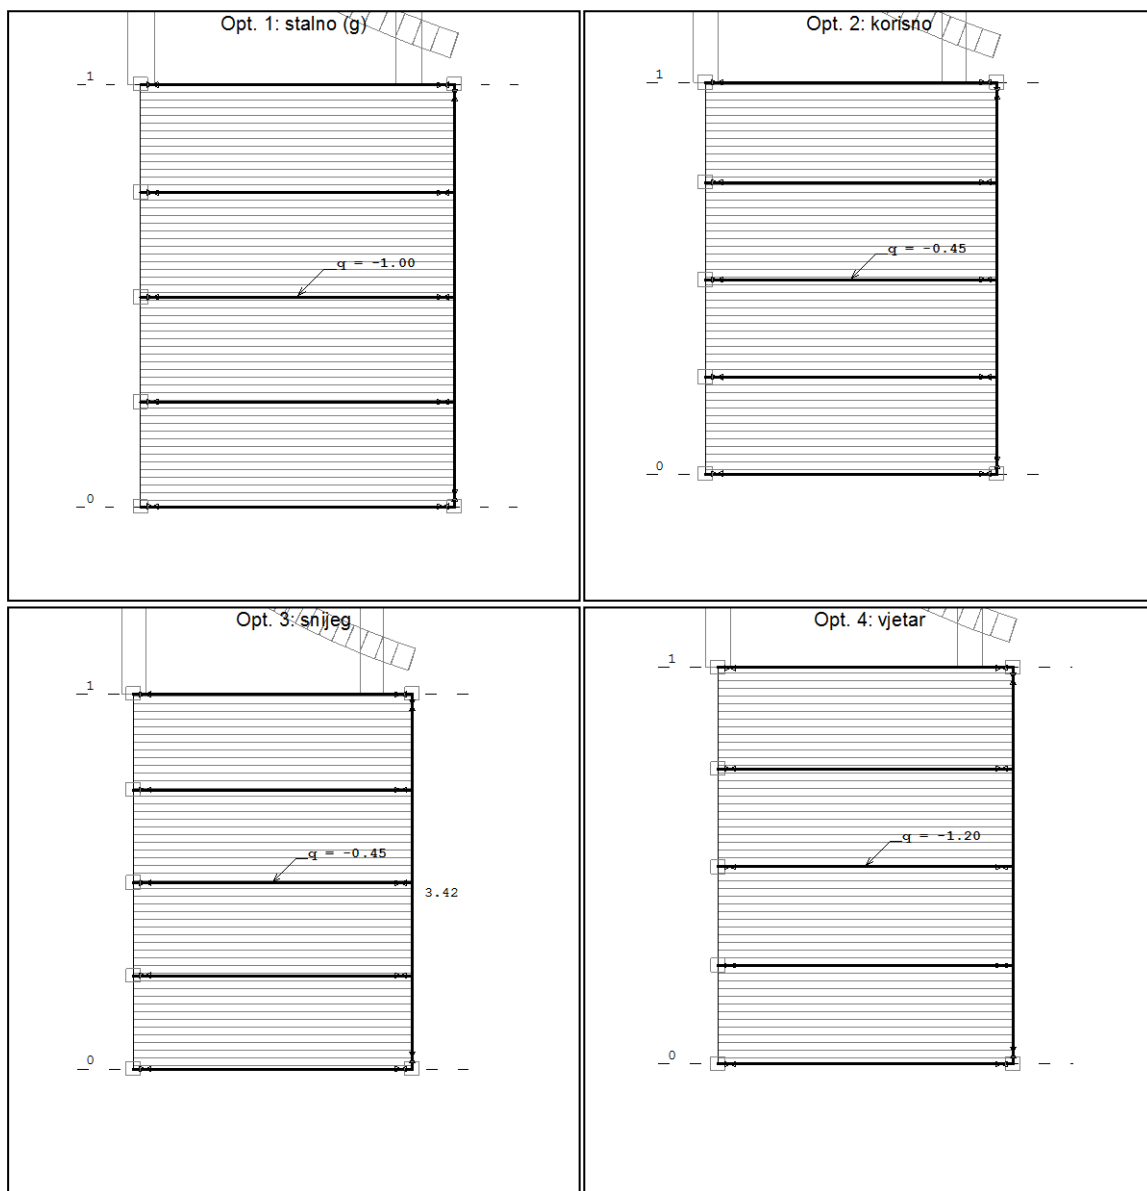 Opt. 1: stalno (g)
1
q = -1.00
0
Opt. 2: korisno
1
q = -0.45
0
Opt. 3: snijeg
1
q = -0.45
3.42
0
Opt. 4: vjetar
1
q = -1.20
0